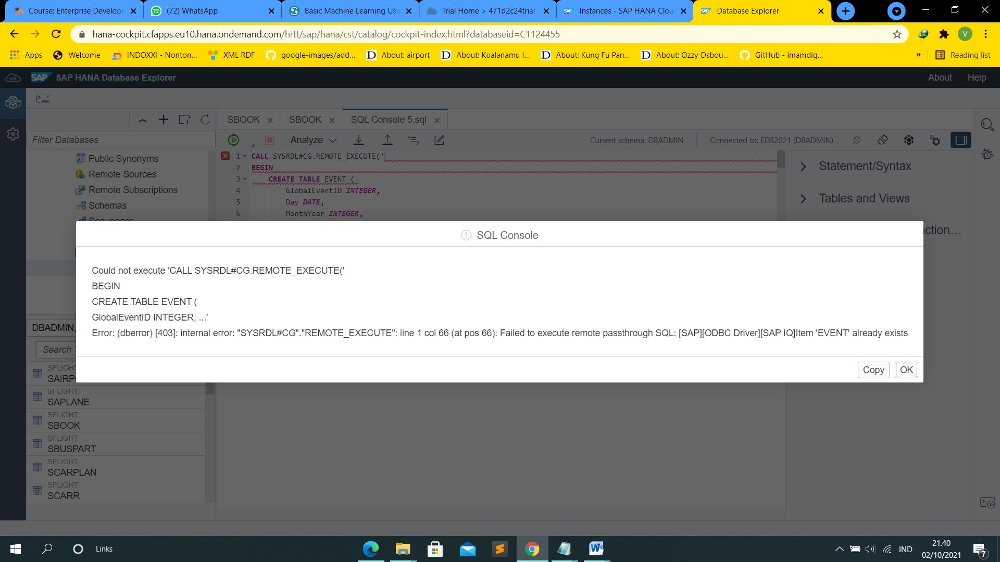 Course: Enterprise Developn
72
(72) WhatsApp
Basic Machine Learning Usi
Trial Home > 471d2c24trial
SAP
Instances - SAP HANA Clou
SAP
Database Explorer
hana-cockpit.cfapps.eu10.hana.ondemand.com/hrtt/sap/hana/cst/catalog/cockpit-index.html?databaseid=C1124455
V
Apps
Welcome
INDOXXI - Nonton...
XML RDF
google-images/add...
D About: airport
D About: Kualanamu I...
D About: Kung Fu Pan...
D About: Ozzy Osbou...
GitHub - imamdig...
»
Reading list
SAP SAP HANA Database Explorer
About
Help
SQL
SBOOK
SBOOK
SQL Console 5.sql
Filter Databases
Analyze
Current schema: DBADMIN
Connected to: EDS2021 (DBADMIN)
Public Synonyms
Remote Sources
Remote Subscriptions
Schemas
Sequences
1 CALL SYSRDL#CG.REMOTE_EXECUTE('
2 BEGIN
3 CREATE TABLE EVENT (
4 GlobalEventID INTEGER,
5 Day DATE,
6 MonthYear INTEGER,
Statement/Syntax
Tables and Views
nction...
SQL Console
Could not execute 'CALL SYSRDL#CG.REMOTE_EXECUTE('
BEGIN
CREATE TABLE EVENT (
GlobalEventID INTEGER, ...'
Error: (dberror) [403]: internal error: "SYSRDL#CG"."REMOTE_EXECUTE": line 1 col 66 (at pos 66): Failed to execute remote passthrough SQL: [SAP][ODBC Driver][SAP IQ]Item 'EVENT' already exists
Copy
OK
DBADMIN,
Search
SFLIGHT
SAIRPO
SFLIGHT
SAPLANE
SFLIGHT
SBOOK
SFLIGHT
SBUSPART
SFLIGHT
SCARPLAN
SFLIGHT
SCARR
Links
IND
21.40
02/10/2021
7